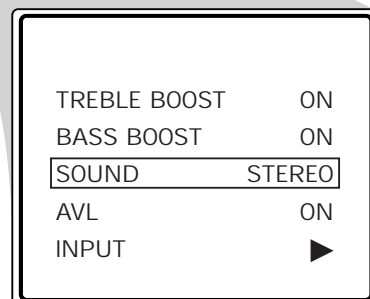 TREBLE BOOST ON
BASS BOOST ON
SOUND STEREO
AVL ON
INPUT ▶